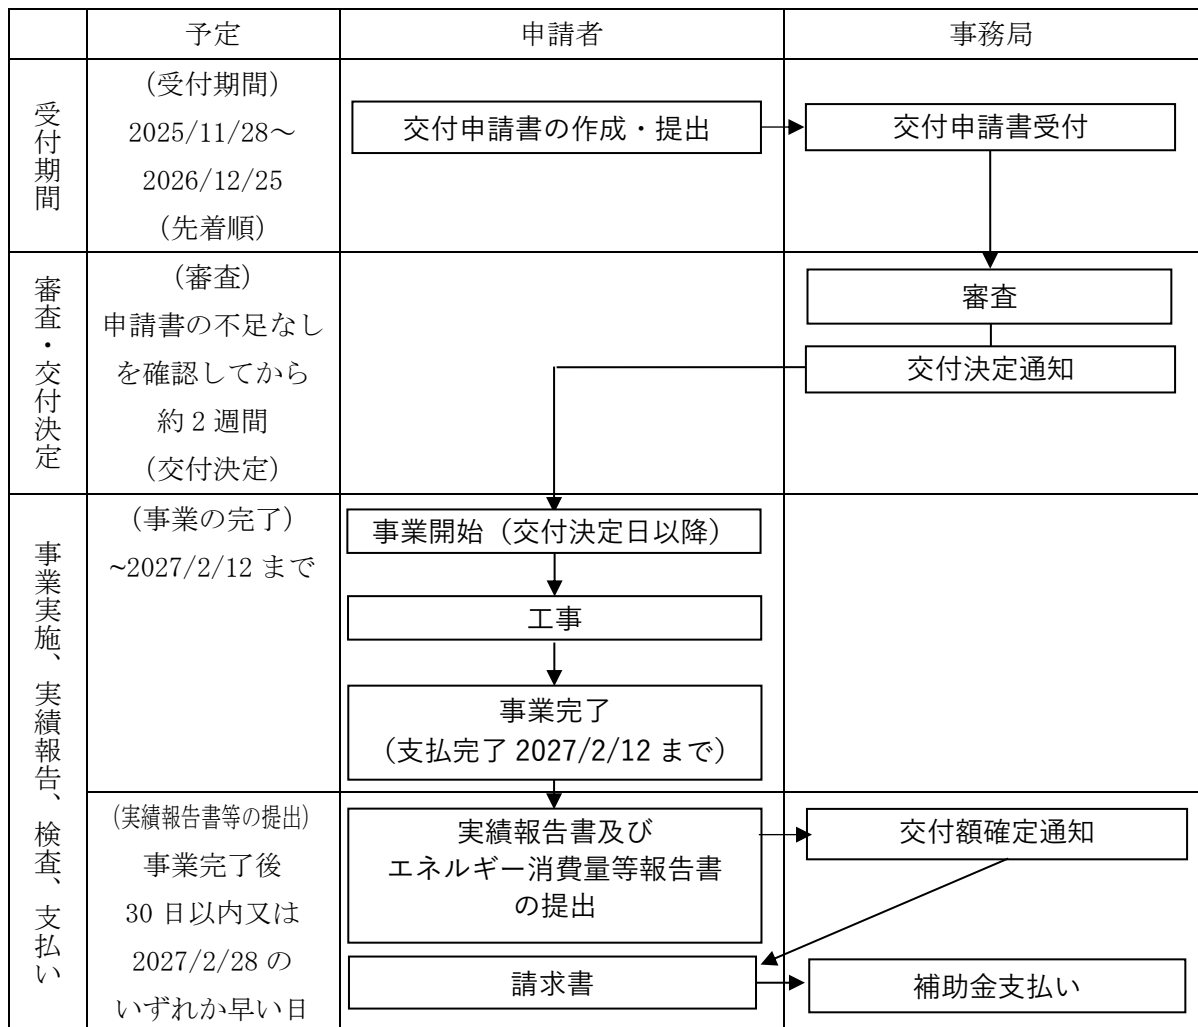 予定
申請者
事務局
受付期間
（受付期間）
2025/11/28～
2026/12/25
（先着順）
交付申請書の作成・提出
交付申請書受付
審査・交付決定
（審査）
申請書の不足なし
を確認してから
約 2 週間
（交付決定）
審査
交付決定通知
事業実施、実績報告、検査、支払い
（事業の完了）
~2027/2/12 まで
事業開始（交付決定日以降）
工事
事業完了
（支払完了 2027/2/12 まで）
（実績報告書等の提出）
事業完了後
30 日以内又は
2027/2/28 の
いずれか早い日
実績報告書及び
エネルギー消費量等報告書
の提出
交付額確定通知
請求書
補助金支払い